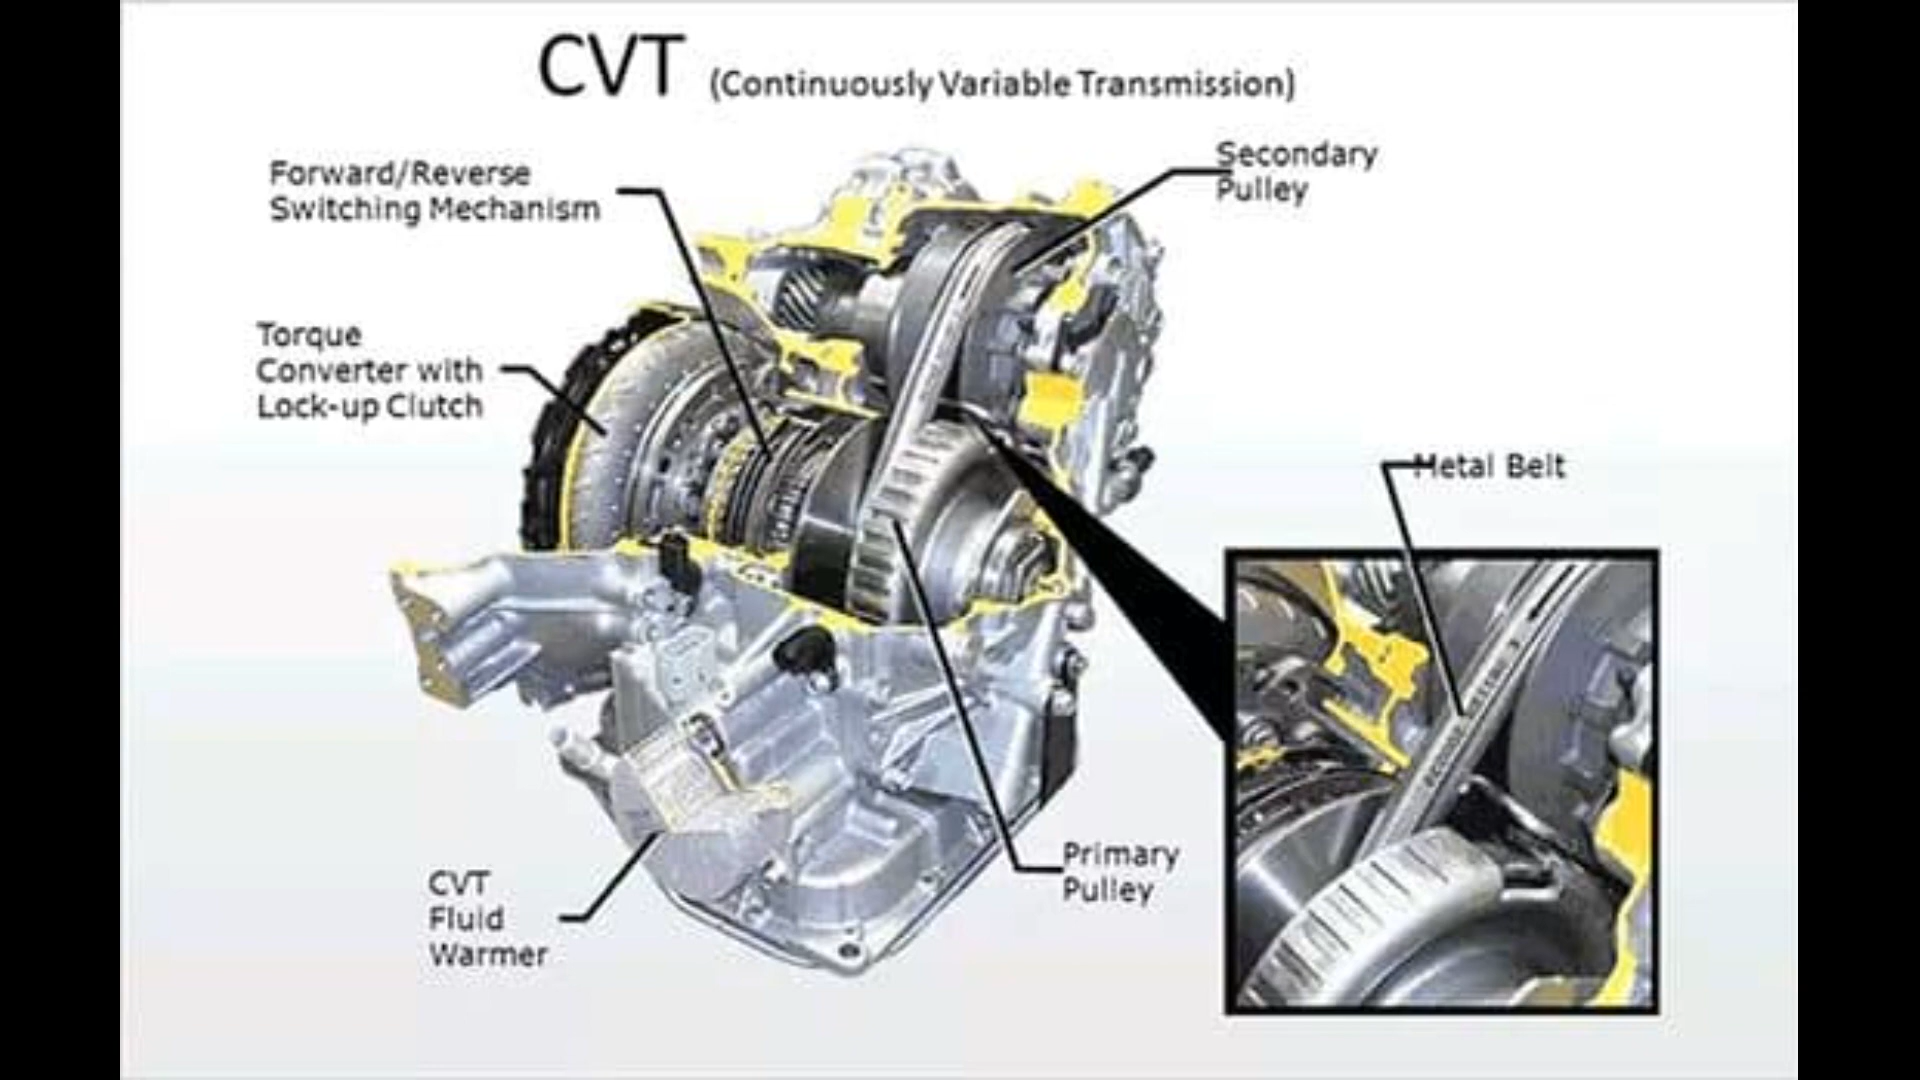 CVT (Continuously Variable Transmission)
Forward/Reverse
Switching Mechanism
Secondary
Pulley
Torque
Converter with
Lock-up Clutch
Metal Belt
Primary
Pulley
CVT
Fluid
Warmer